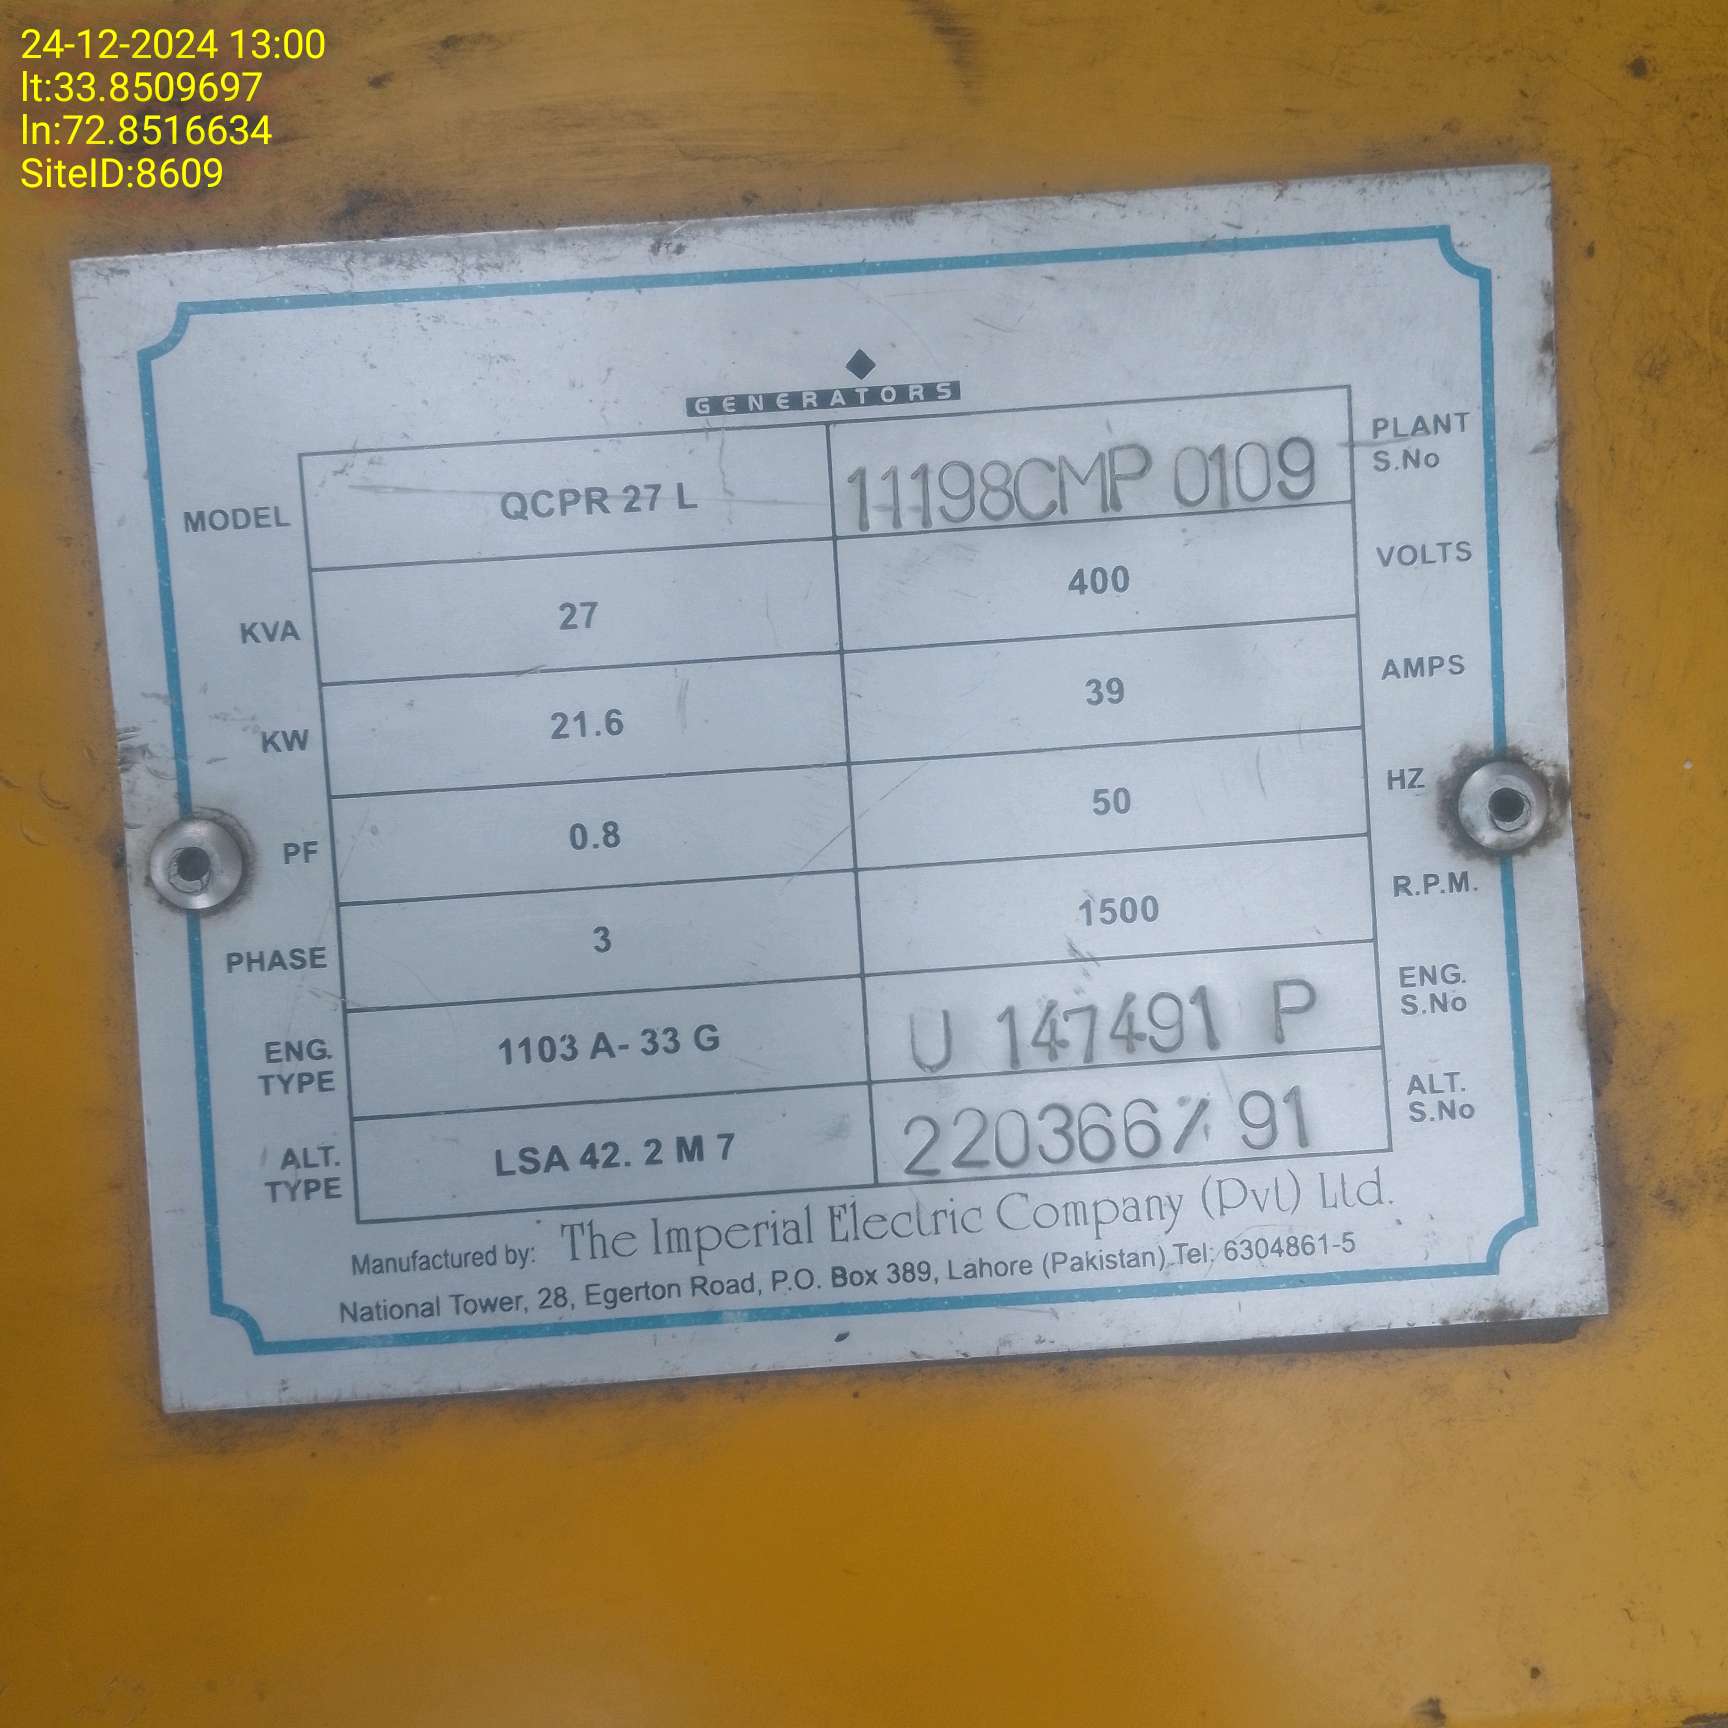 24-12-2024 13:00
lt:33.8509697
ln:72.8516634
SiteID:8609
GENERATORS
MODEL QCPR 27 L 11198CMP 0109 PLANT S.No
KVA 27 400 VOLTS
KW 21.6 39 AMPS
PF 0.8 50 HZ
PHASE 3 1500 R.P.M.
ENG. TYPE 1103 A- 33 G U 147491 P ENG. S.No
ALT. TYPE LSA 42. 2 M 7 2203667/91 ALT. S.No
Manufactured by: The Imperial Electric Company (Pvt) Ltd.
National Tower, 28, Egerton Road, P.O. Box 389, Lahore (Pakistan) Tel: 6304861-5